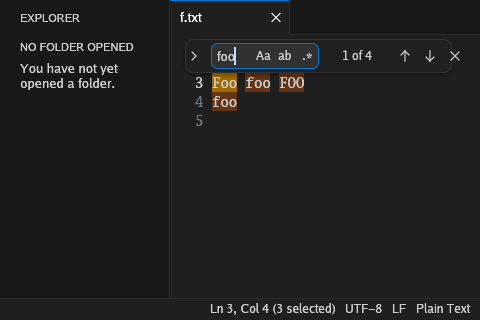 EXPLORER
f.txt
NO FOLDER OPENED
You have not yet
opened a folder.
foo Aa ab .* 1 of 4
3 Foo foo FOO
4 foo
5
Ln 3, Col 4 (3 selected) UTF-8 LF Plain Text